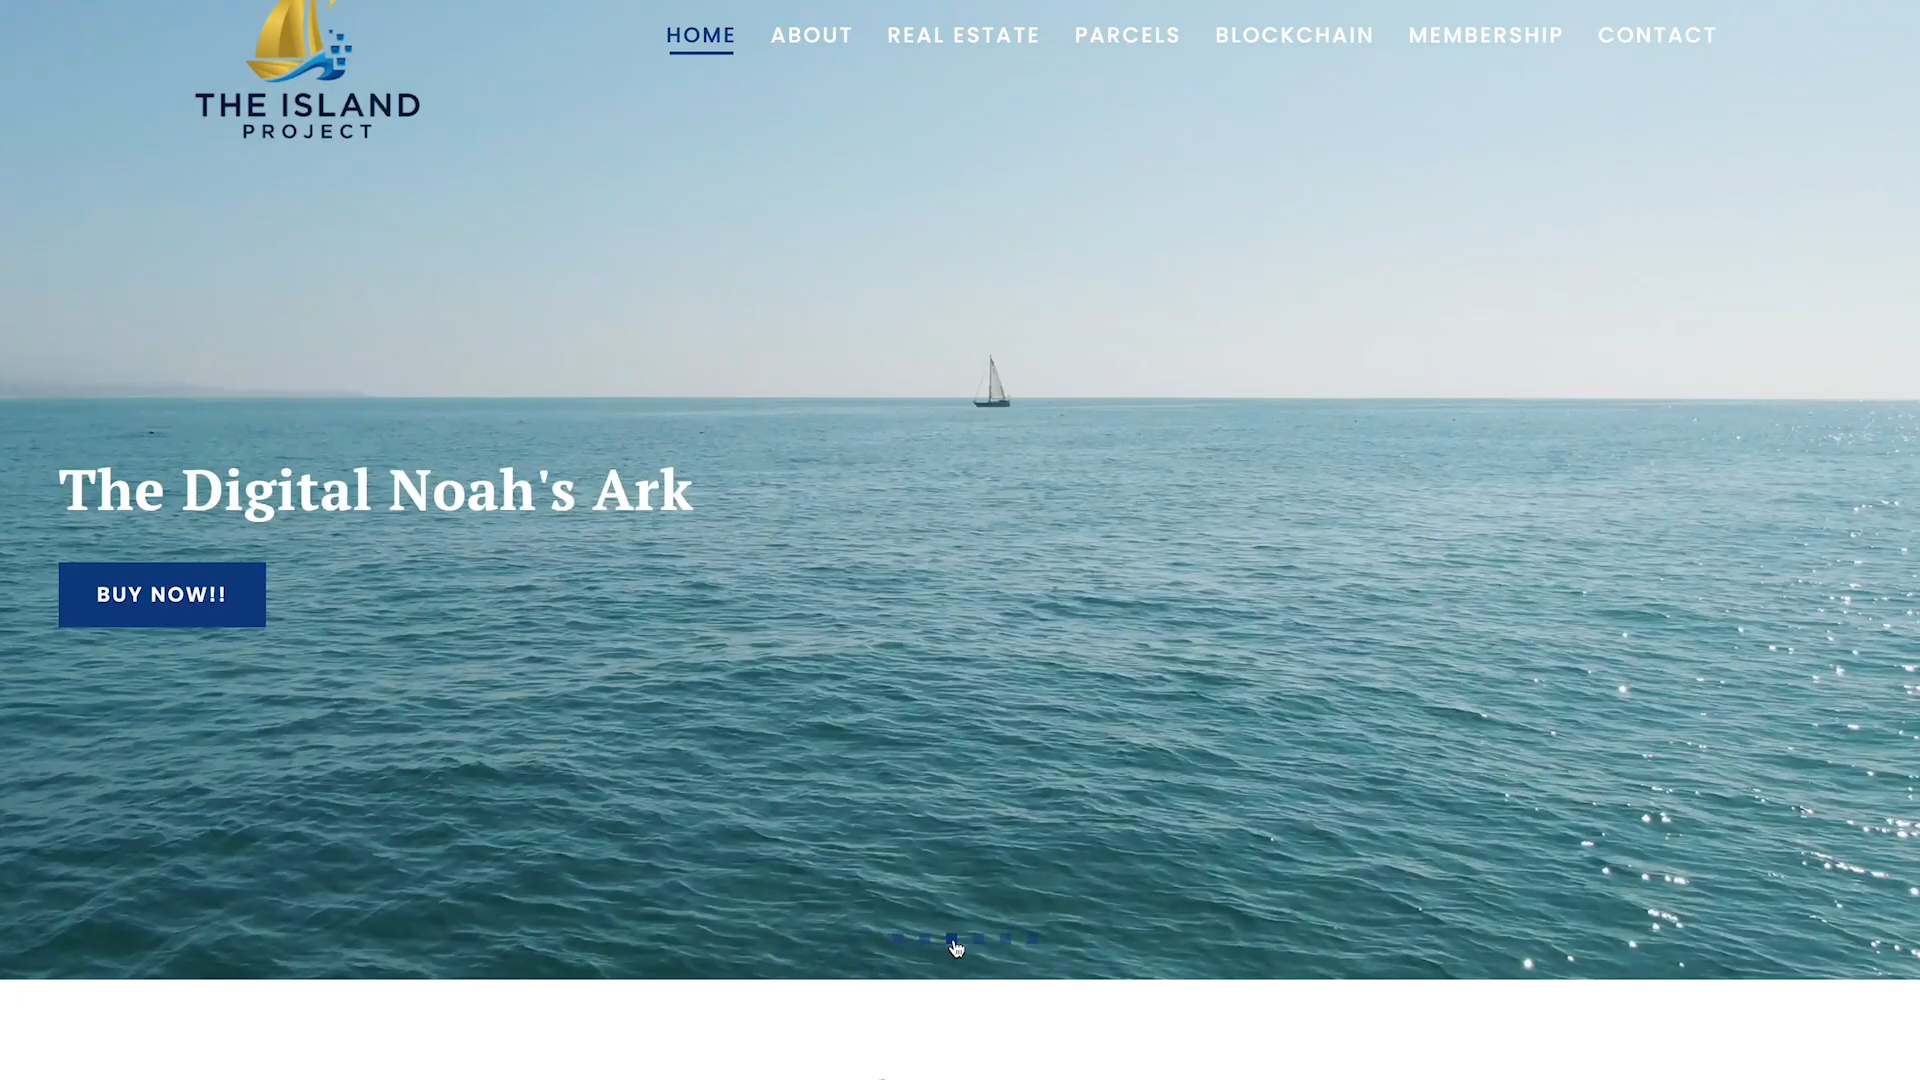 THE ISLAND
PROJECT
HOME ABOUT REAL ESTATE PARCELS BLOCKCHAIN MEMBERSHIP CONTACT
The Digital Noah's Ark
BUY NOW!!